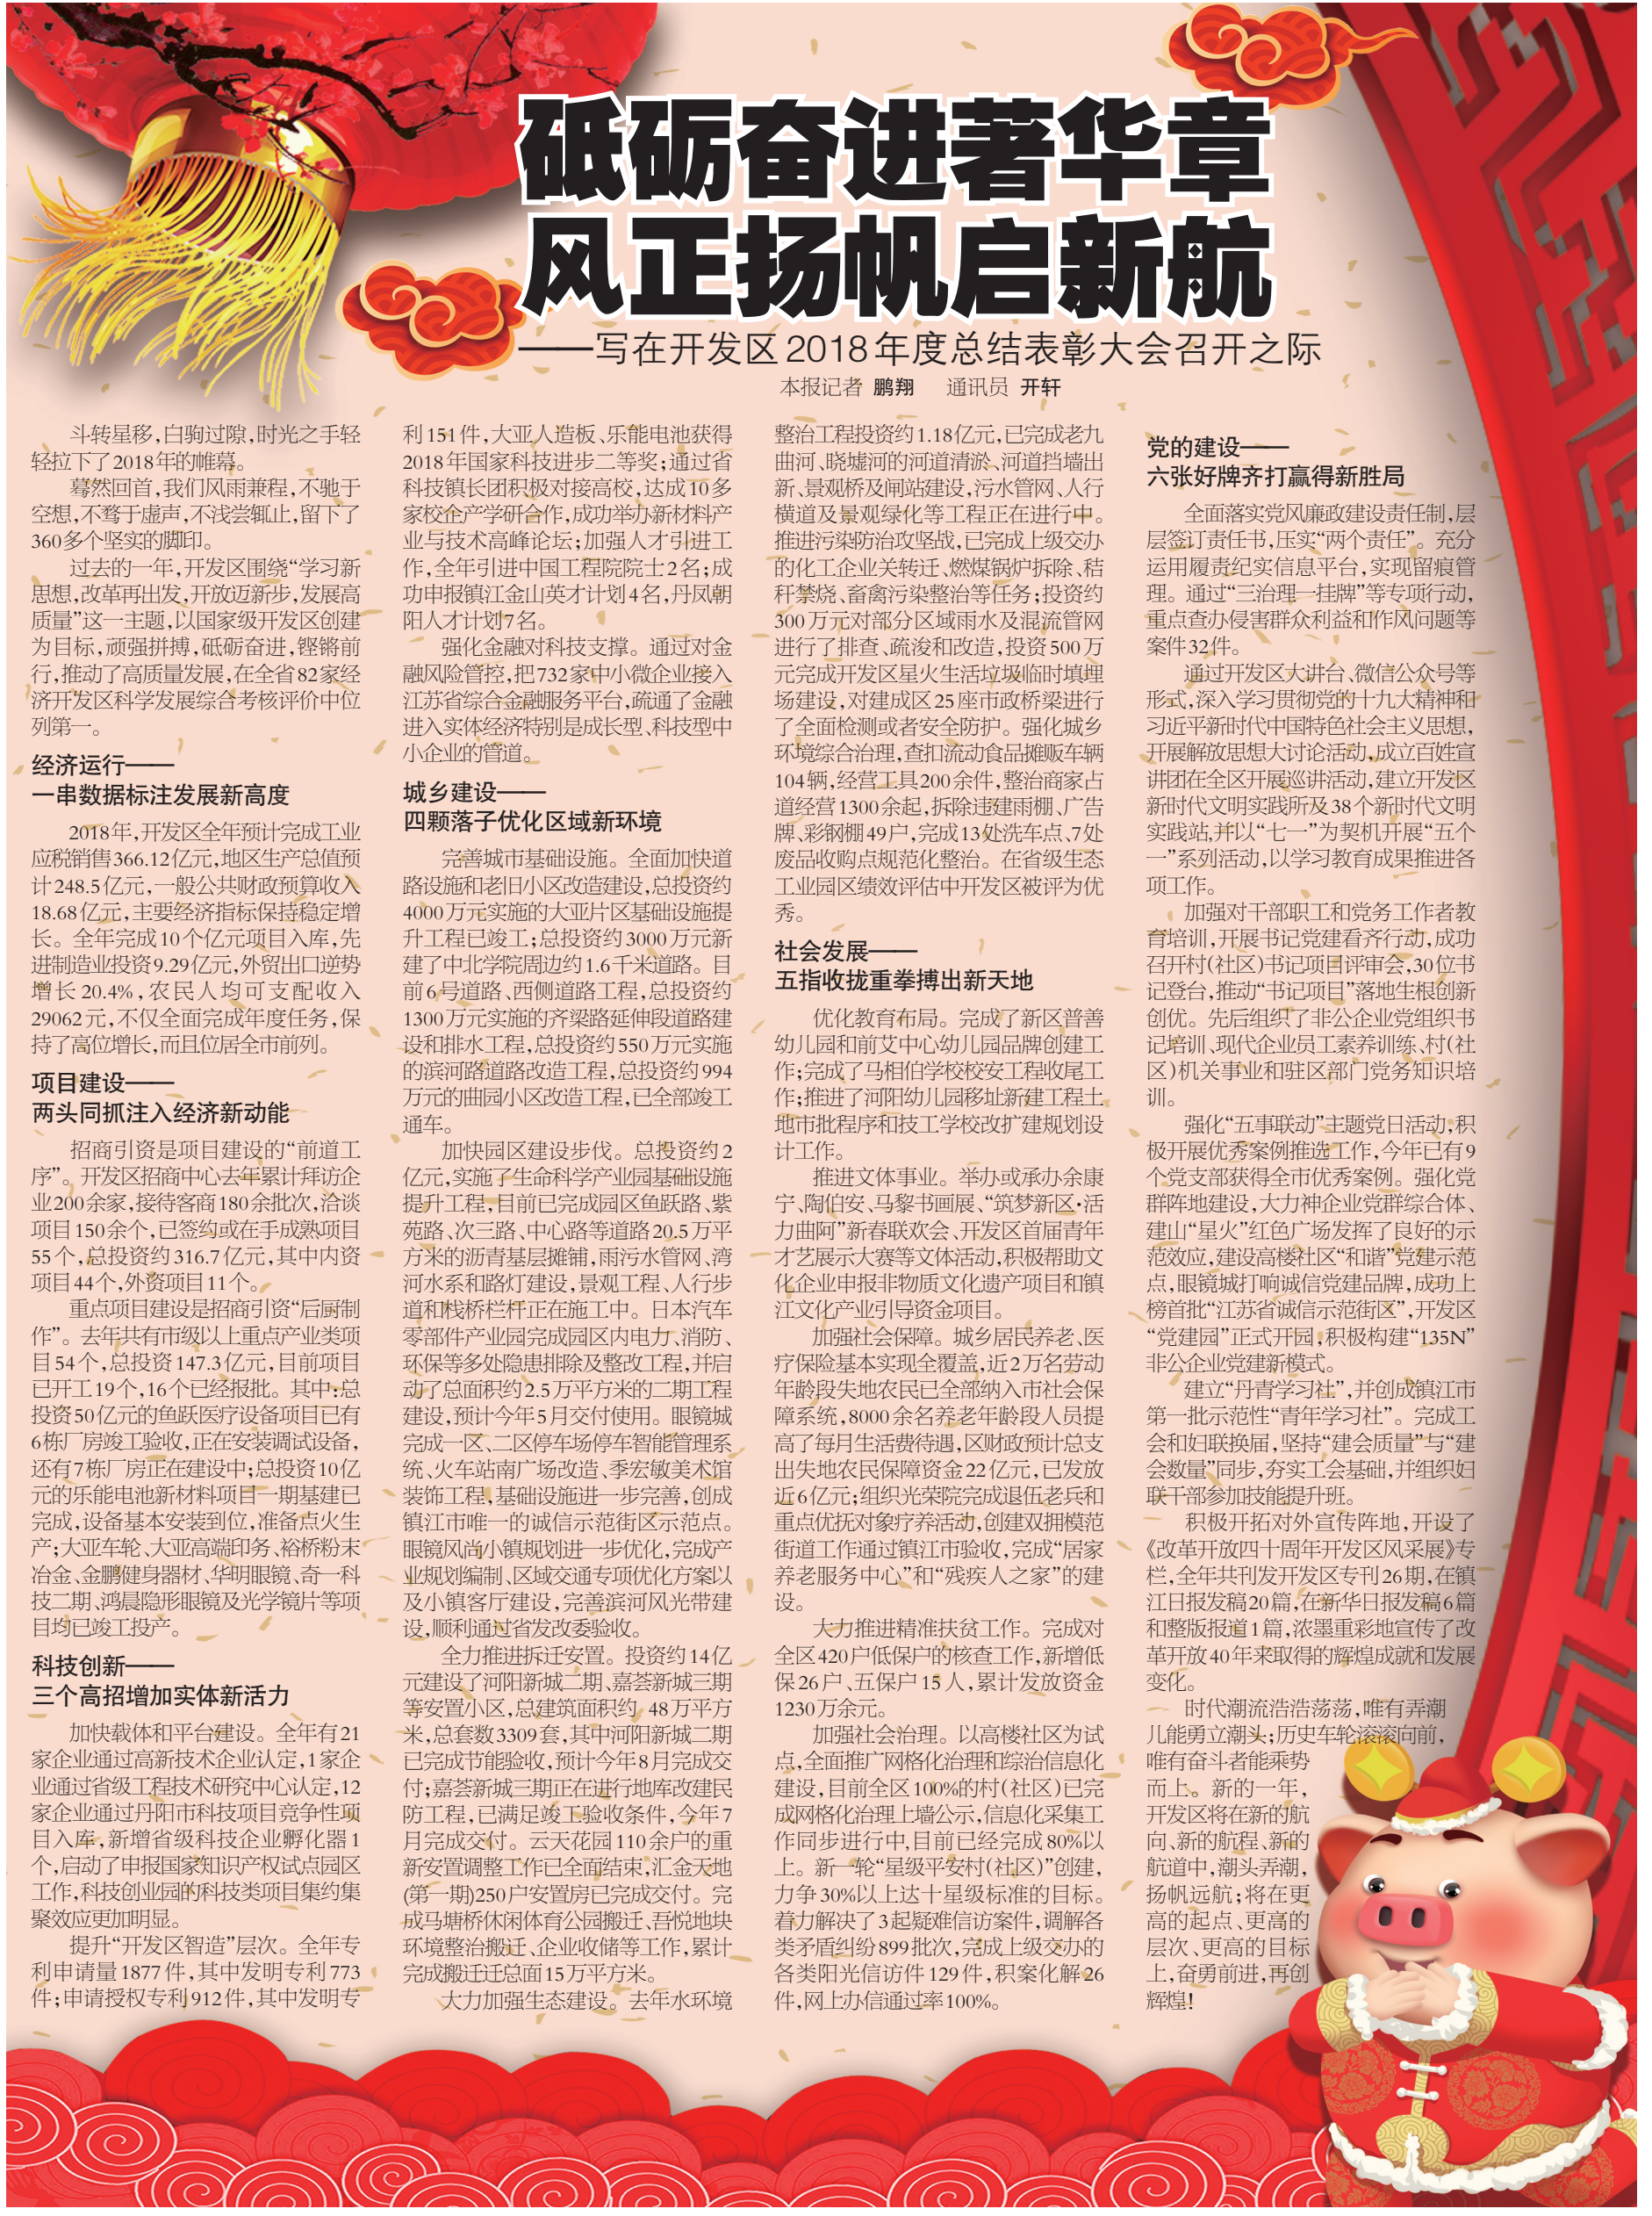 砥砺奋进著华章
风正扬帆启新航
——写在开发区2018年度总结表彰大会召开之际
本报记者 鹏翔 通讯员 开轩
斗转星移,白驹过隙,时光之手轻
轻拉下了2018年的帷幕。
蓦然回首,我们风雨兼程,不驰于
空想,不骛于虚声,不浅尝辄止,留下了
360多个坚实的脚印。
过去的一年,开发区围绕“学习新
思想,改革再出发,开放迈新步,发展高
质量”这一主题,以国家级开发区创建
为目标,顽强拼搏,砥砺奋进,铿锵前
行,推动了高质量发展,在全省82家经
济开发区科学发展综合考核评价中位
列第一。
经济运行——
一串数据标注发展新高度
2018年,开发区全年预计完成工业
应税销售366.12亿元,地区生产总值预
计248.5亿元,一般公共财政预算收入
18.68亿元,主要经济指标保持稳定增
长。全年完成10个亿元项目入库,先
进制造业投资9.29亿元,外贸出口逆势
增长20.4%,农民人均可支配收入
29062元,不仅全面完成年度任务,保
持了高位增长,而且位居全市前列。
项目建设——
两头同抓注入经济新动能
招商引资是项目建设的“前道工
序”。开发区招商中心去年累计拜访企
业200余家,接待客商180余批次,洽谈
项目150余个,已签约或在手成熟项目
55个,总投资约316.7亿元,其中内资
项目44个,外资项目11个。
重点项目建设是招商引资“后厨制
作”。去年共有市级以上重点产业类项
目54个,总投资147.3亿元,目前项目
已开工19个,16个已经报批。其中:总
投资50亿元的鱼跃医疗设备项目已有
6栋厂房竣工验收,正在安装调试设备,
还有7栋厂房正在建设中;总投资10亿
元的乐能电池新材料项目一期基建已
完成,设备基本安装到位,准备点火生
产;大亚车轮、大亚高端印务、裕桥粉末
冶金、金鹏健身器材、华明眼镜、奇一科
技二期、鸿晨隐形眼镜及光学镜片等项
目均已竣工投产。
科技创新——
三个高招增加实体新活力
加快载体和平台建设。全年有21
家企业通过高新技术企业认定,1家企
业通过省级工程技术研究中心认定,12
家企业通过丹阳市科技项目竞争性项
目入库,新增省级科技企业孵化器1
个,启动了申报国家知识产权试点园区
工作,科技创业园的科技类项目集约集
聚效应更加明显。
提升“开发区智造”层次。全年专
利申请量1877件,其中发明专利773
件;申请授权专利912件,其中发明专
利151件,大亚人造板、乐能电池获得
2018年国家科技进步二等奖;通过省
科技镇长团积极对接高校,达成10多
家校企产学研合作,成功举办新材料产
业与技术高峰论坛;加强人才引进工
作,全年引进中国工程院院士2名;成
功申报镇江金山英才计划4名,丹凤朝
阳人才计划7名。
强化金融对科技支撑。通过对金
融风险管控,把732家中小微企业接入
江苏省综合金融服务平台,疏通了金融
进入实体经济特别是成长型、科技型中
小企业的管道。
城乡建设——
四颗落子优化区域新环境
完善城市基础设施。全面加快道
路设施和老旧小区改造建设,总投资约
4000万元实施的大亚片区基础设施提
升工程已竣工;总投资约3000万元新
建了中北学院周边约1.6千米道路。目
前6号道路、西侧道路工程,总投资约
1300万元实施的齐梁路延伸段道路建
设和排水工程,总投资约550万元实施
的滨河路道路改造工程,总投资约994
万元的曲园小区改造工程,已全部竣工
通车。
加快园区建设步伐。总投资约2
亿元,实施了生命科学产业园基础设施
提升工程,目前已完成园区鱼跃路、紫
苑路、次三路、中心路等道路20.5万平
方米的沥青基层摊铺,雨污水管网、湾
河水系和路灯建设,景观工程、人行步
道和栈桥栏杆正在施工中。日本汽车
零部件产业园完成园区内电力、消防、
环保等多处隐患排除及整改工程,并启
动了总面积约2.5万平方米的二期工程
建设,预计今年5月交付使用。眼镜城
完成一区、二区停车场停车智能管理系
统、火车站南广场改造、季宏敏美术馆
装饰工程,基础设施进一步完善,创成
镇江市唯一的诚信示范街区示范点。
眼镜风尚小镇规划进一步优化,完成产
业规划编制、区域交通专项优化方案以
及小镇客厅建设,完善滨河风光带建
设,顺利通过省发改委验收。
全力推进拆迁安置。投资约14亿
元建设了河阳新城二期、嘉荟新城三期
等安置小区,总建筑面积约 48万平方
米,总套数3309套,其中河阳新城二期
已完成节能验收,预计今年8月完成交
付;嘉荟新城三期正在进行地库改建民
防工程,已满足竣工验收条件,今年7
月完成交付。云天花园110余户的重
新安置调整工作已全面结束,汇金天地
(第一期)250户安置房已完成交付。完
成马塘桥休闲体育公园搬迁、吾悦地块
环境整治搬迁、企业收储等工作,累计
完成搬迁迁总面15万平方米。
大力加强生态建设。去年水环境
整治工程投资约1.18亿元,已完成老九
曲河、晓墟河的河道清淤、河道挡墙出
新、景观桥及闸站建设,污水管网、人行
横道及景观绿化等工程正在进行中。
推进污染防治攻坚战,已完成上级交办
的化工企业关转迁、燃煤锅炉拆除、秸
秆禁烧、畜禽污染整治等任务;投资约
300万元对部分区域雨水及混流管网
进行了排查、疏浚和改造,投资500万
元完成开发区星火生活垃圾临时填埋
场建设,对建成区25座市政桥梁进行
了全面检测或者安全防护。强化城乡
环境综合治理,查扣流动食品摊贩车辆
104辆,经营工具200余件,整治商家占
道经营1300余起,拆除违建雨棚、广告
牌、彩钢棚49户,完成13处洗车点、7处
废品收购点规范化整治。在省级生态
工业园区绩效评估中开发区被评为优
秀。
社会发展——
五指收拢重拳搏出新天地
优化教育布局。完成了新区普善
幼儿园和前艾中心幼儿园品牌创建工
作;完成了马相伯学校校安工程收尾工
作;推进了河阳幼儿园移址新建工程土
地市批程序和技工学校改扩建规划设
计工作。
推进文体事业。举办或承办余康
宁、陶伯安、马黎书画展、“筑梦新区·活
力曲阿”新春联欢会、开发区首届青年
才艺展示大赛等文体活动,积极帮助文
化企业申报非物质文化遗产项目和镇
江文化产业引导资金项目。
加强社会保障。城乡居民养老、医
疗保险基本实现全覆盖,近2万名劳动
年龄段失地农民已全部纳入市社会保
障系统,8000余名养老年龄段人员提
高了每月生活费待遇,区财政预计总支
出失地农民保障资金22亿元,已发放
近6亿元;组织光荣院完成退伍老兵和
重点优抚对象疗养活动,创建双拥模范
街道工作通过镇江市验收,完成“居家
养老服务中心”和“残疾人之家”的建
设。
大力推进精准扶贫工作。完成对
全区420户低保户的核查工作,新增低
保26户、五保户15人,累计发放资金
1230万余元。
加强社会治理。以高楼社区为试
点,全面推广网格化治理和综治信息化
建设,目前全区100%的村(社区)已完
成网格化治理上墙公示,信息化采集工
作同步进行中,目前已经完成80%以
上。新一轮“星级平安村(社区)”创建,
力争30%以上达十星级标准的目标。
着力解决了3起疑难信访案件,调解各
类矛盾纠纷899批次,完成上级交办的
各类阳光信访件129件,积案化解26
件,网上办信通过率100%。
党的建设——
六张好牌齐打赢得新胜局
全面落实党风廉政建设责任制,层
层签订责任书,压实“两个责任”。充分
运用履责纪实信息平台,实现留痕管
理。通过“三治理一挂牌”等专项行动,
重点查办侵害群众利益和作风问题等
案件32件。
通过开发区大讲台、微信公众号等
形式,深入学习贯彻党的十九大精神和
习近平新时代中国特色社会主义思想,
开展解放思想大讨论活动,成立百姓宣
讲团在全区开展巡讲活动,建立开发区
新时代文明实践所及38个新时代文明
实践站,并以“七一”为契机开展“五个
一”系列活动,以学习教育成果推进各
项工作。
加强对干部职工和党务工作者教
育培训,开展书记党建看齐行动,成功
召开村(社区)书记项目评审会,30位书
记登台,推动“书记项目”落地生根创新
创优。先后组织了非公企业党组织书
记培训、现代企业员工素养训练、村(社
区)机关事业和驻区部门党务知识培
训。
强化“五事联动”主题党日活动,积
极开展优秀案例推选工作,今年已有9
个党支部获得全市优秀案例。强化党
群阵地建设,大力神企业党群综合体、
建山“星火”红色广场发挥了良好的示
范效应,建设高楼社区“和谐”党建示范
点,眼镜城打响诚信党建品牌,成功上
榜首批“江苏省诚信示范街区”,开发区
“党建园”正式开园,积极构建“135N”
非公企业党建新模式。
建立“丹青学习社”,并创成镇江市
第一批示范性“青年学习社”。完成工
会和妇联换届,坚持“建会质量”与“建
会数量”同步,夯实工会基础,并组织妇
联干部参加技能提升班。
积极开拓对外宣传阵地,开设了
《改革开放四十周年开发区风采展》专
栏,全年共刊发开发区专刊26期,在镇
江日报发稿20篇,在新华日报发稿6篇
和整版报道1篇,浓墨重彩地宣传了改
革开放40年来取得的辉煌成就和发展
变化。
时代潮流浩浩荡荡,唯有弄潮
儿能勇立潮头;历史车轮滚滚向前,
唯有奋斗者能乘势
而上。新的一年,
开发区将在新的航
向、新的航程、新的
航道中,潮头弄潮,
扬帆远航;将在更
高的起点、更高的
层次、更高的目标
上,奋勇前进,再创
辉煌!